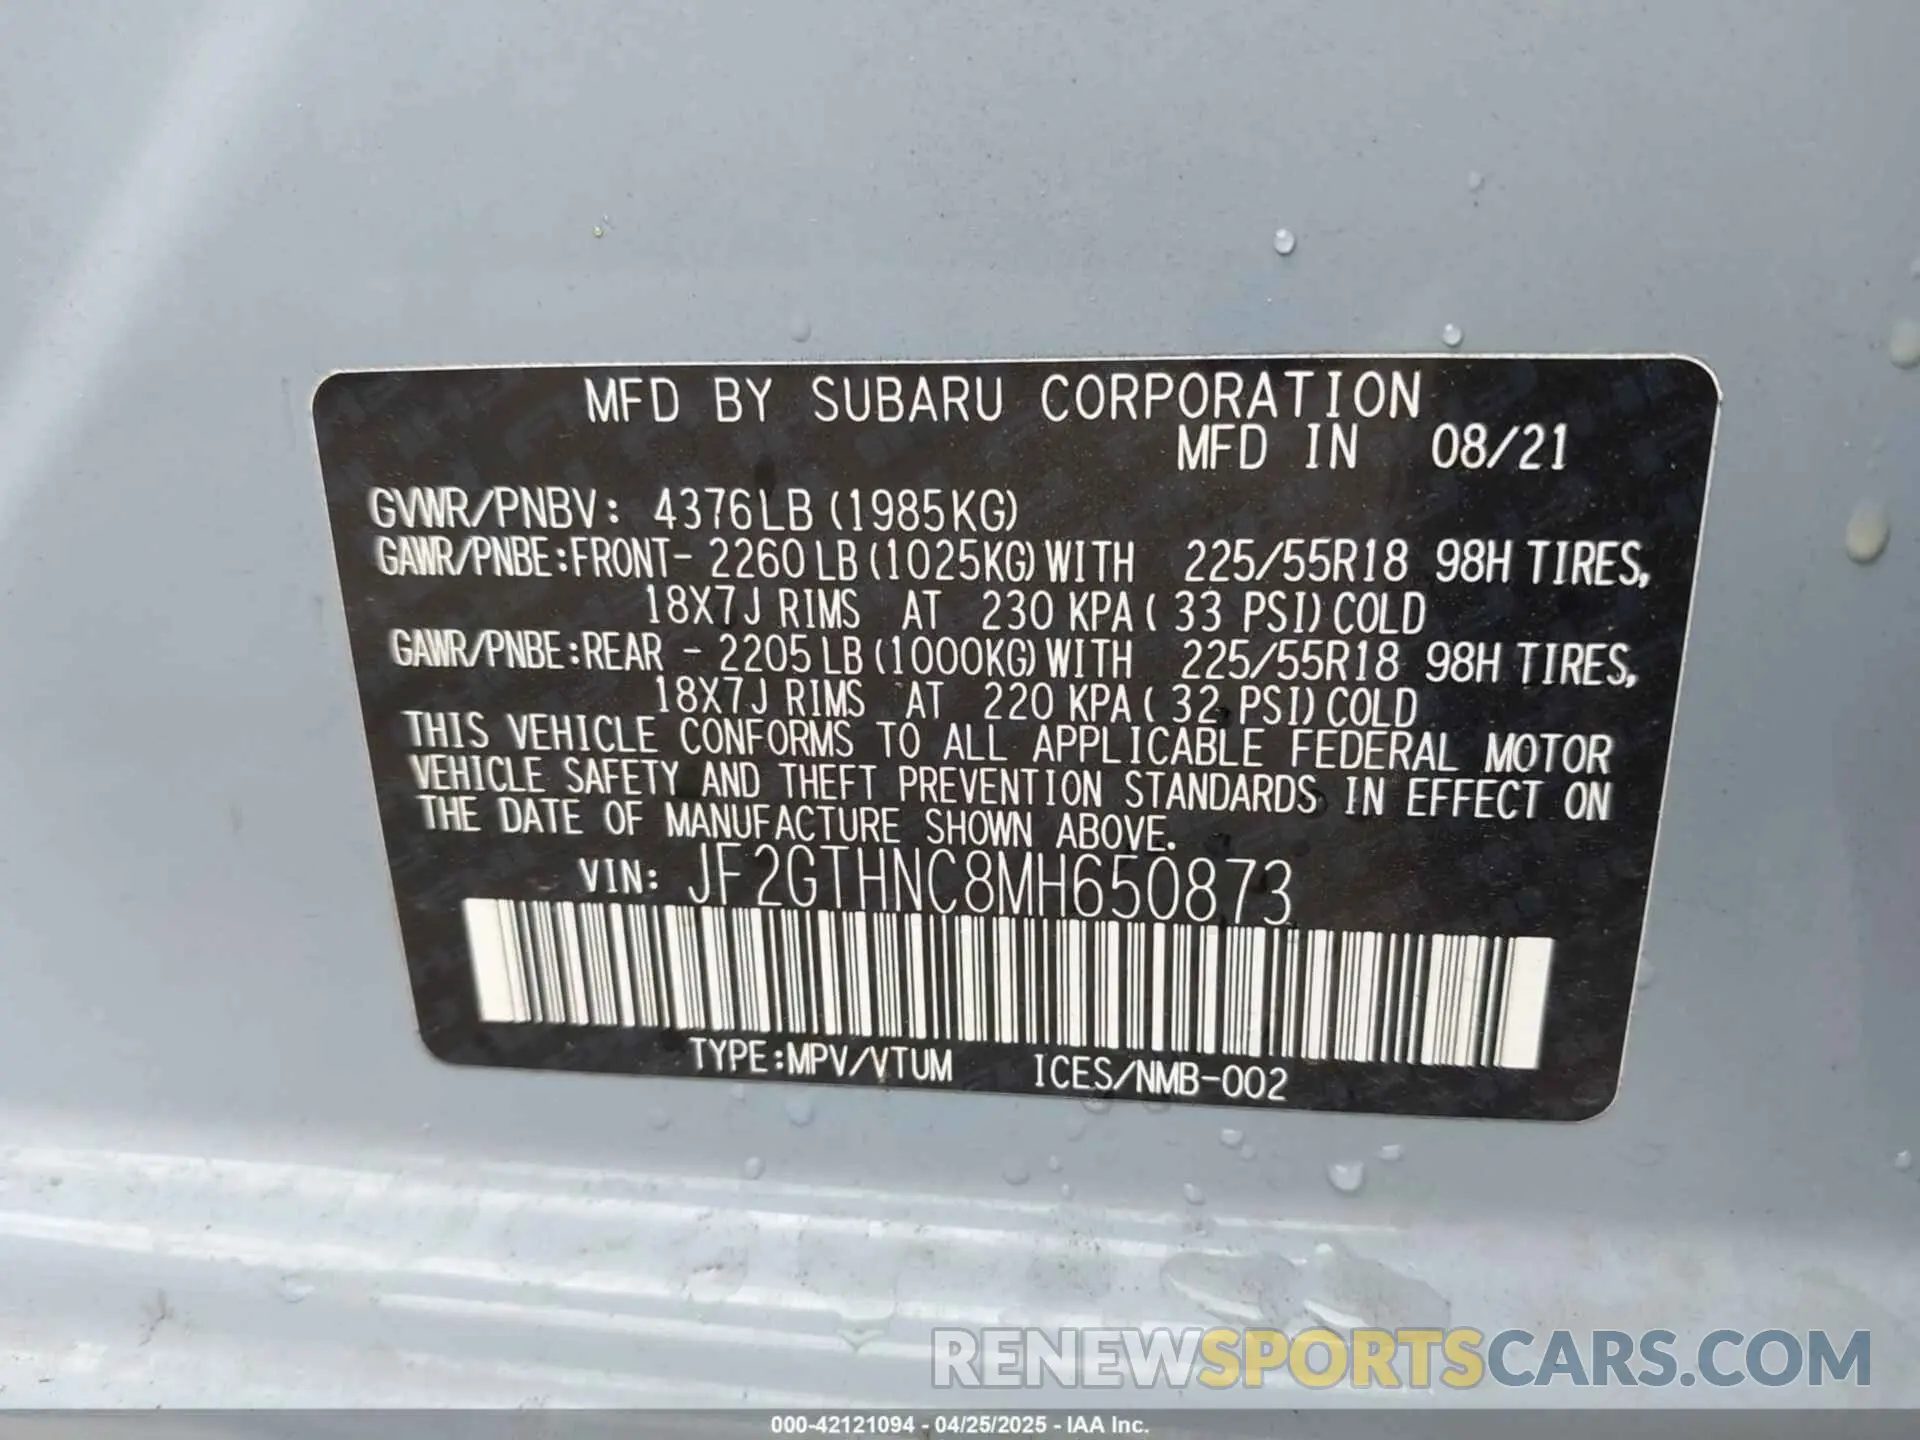 MFD BY SUBARU CORPORATION
MFD IN 08/21
GVWR/PNBV: 4376LB (1985KG)
GAWR/PNBE:FRONT- 2260 LB (1025KG) WITH 225/55R18 98H TIRES,
18X7J RIMS AT 230 KPA ( 33 PSI) COLD
GAWR/PNBE:REAR - 2205 LB (1000KG) WITH 225/55R18 98H TIRES,
18X7J RIMS AT 220 KPA ( 32 PSI) COLD
THIS VEHICLE CONFORMS TO ALL APPLICABLE FEDERAL MOTOR
VEHICLE SAFETY AND THEFT PREVENTION STANDARDS IN EFFECT ON
THE DATE OF MANUFACTURE SHOWN ABOVE.
VIN: JF2GTHNC8MH650873
TYPE:MPV/VTUM ICES/NMB-002
RENEWSPORTSCARS.COM
000-42121094 - 04/25/2025 - IAA Inc.